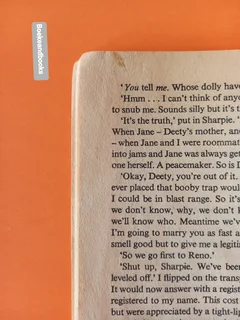 Booksandbooks
'You tell me. Whose dolly hav
'Hmm . . . I can't think of any
to snub me. Sounds silly but it's t
'It's the truth,' put in Sharpie. '
When Jane – Deety's mother, an
– when Jane and I were roommat
into jams and Jane was always get
one herself. A peacemaker. So is I
'Okay, Deety, you're out of it.
ever placed that booby trap would
I could be in blast range. So it's
we don't know, why, we don't k
we'll know who. Meantime we'v
I'm going to marry you as fast a
smell good but to give me a legiti
'So we go first to Reno.'
'Shut up, Sharpie. We've been
leveled off.' I flipped on the trans
It would now answer with a regist
registered to my name. This cost
but were appreciated by a tight-lip